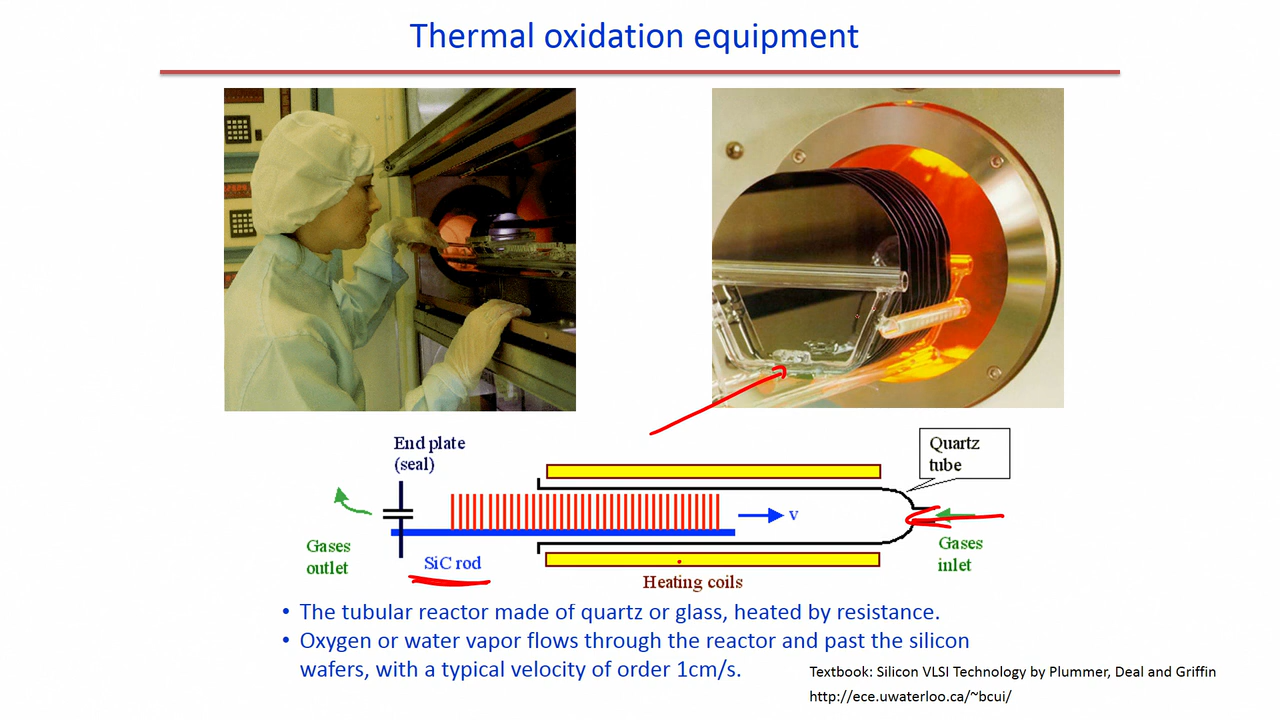 Thermal oxidation equipment
End plate
(seal)
Quartz
tube
v
Gases
outlet
SiC rod
Gases
inlet
Heating coils
• The tubular reactor made of quartz or glass, heated by resistance.
• Oxygen or water vapor flows through the reactor and past the silicon
wafers, with a typical velocity of order 1cm/s.
Textbook: Silicon VLSI Technology by Plummer, Deal and Griffin
http://ece.uwaterloo.ca/~bcui/